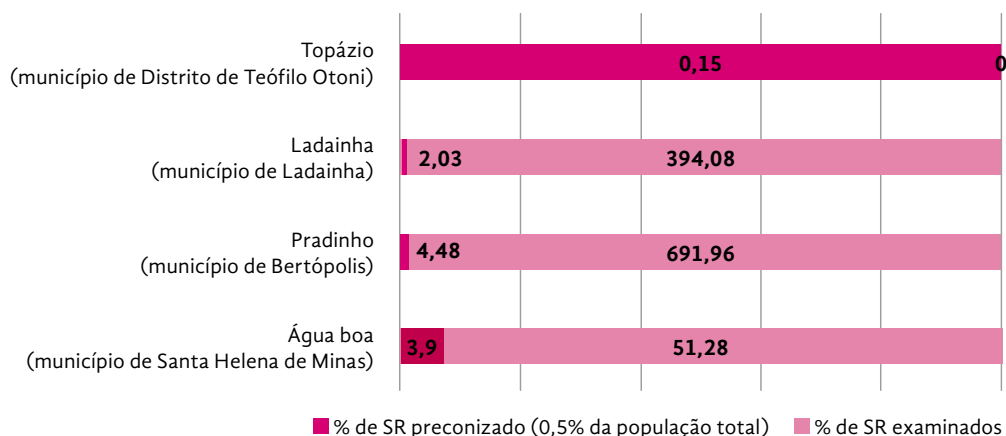 Topázio
(município de Distrito de Teófilo Otoni)
0,15
0
Ladainha
(município de Ladainha)
2,03
394,08
Pradinho
(município de Bertópolis)
4,48
691,96
Água boa
(município de Santa Helena de Minas)
3,9
51,28
% de SR preconizado (0,5% da população total)
% de SR examinados